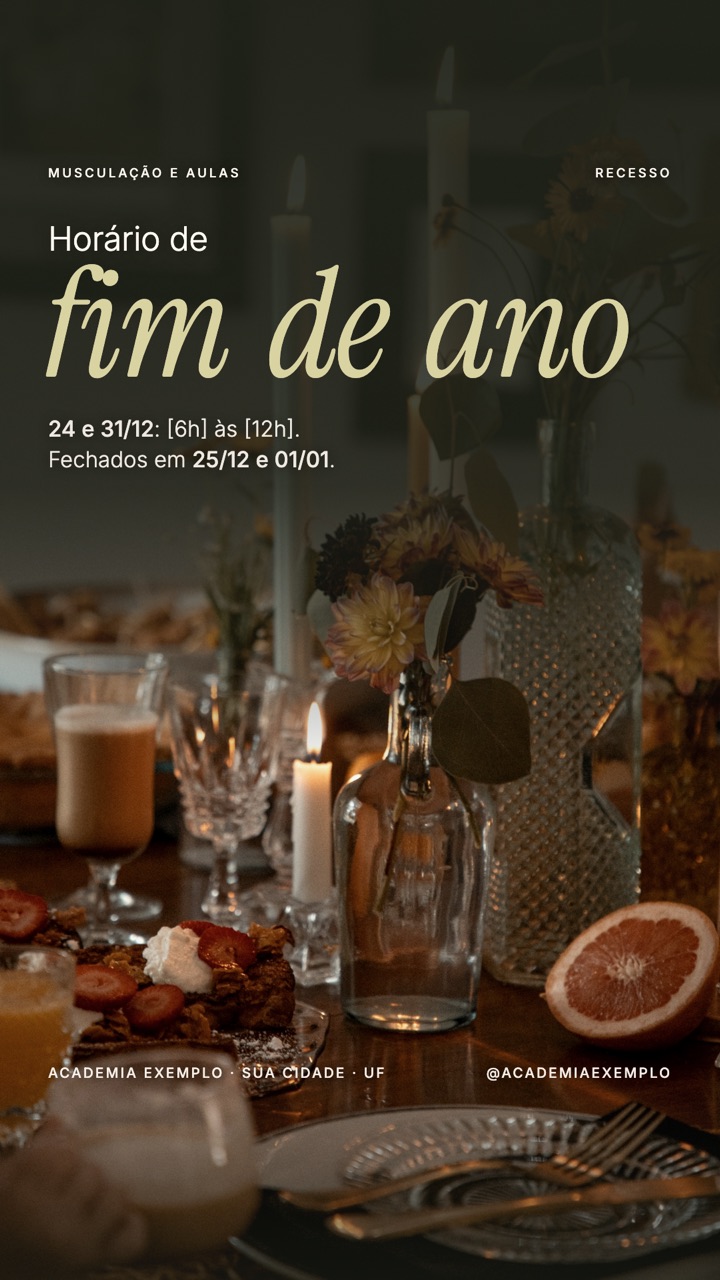 MUSCULAÇÃO E AULAS
RECESSO
Horário de
fim de ano
24 e 31/12: [6h] às [12h].
Fechados em 25/12 e 01/01.
ACADEMIA EXEMPLO · SUA CIDADE · UF
@ACADEMIAEXEMPLO